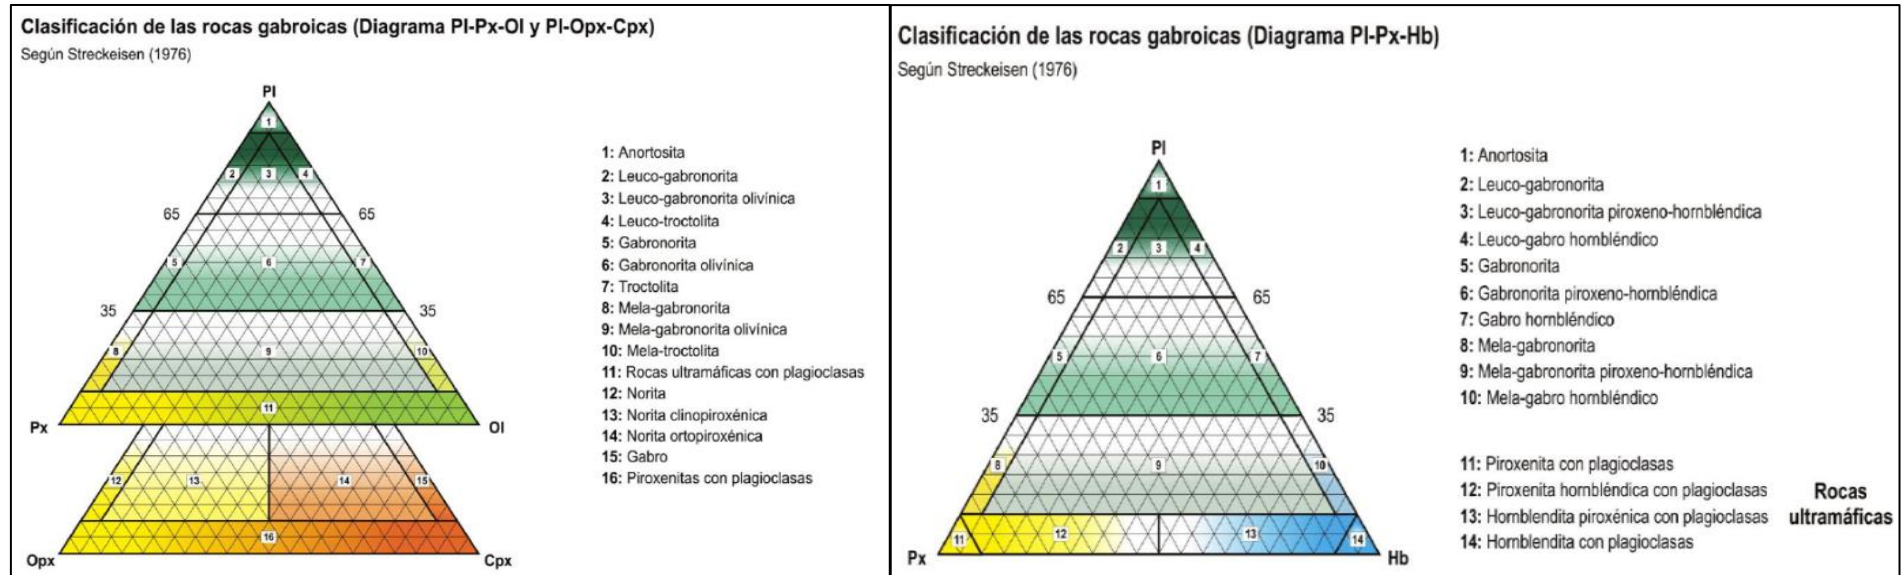 Clasificación de las rocas gabroicas (Diagrama Pl-Px-Ol y Pl-Opx-Cpx)
Según Streckeisen (1976)
Pl
1
2 3 4
65 65
5 6 7
35 35
8 9 10
11
Px Ol
12 13 14 15
16
Opx Cpx
1: Anortosita
2: Leuco-gabronorita
3: Leuco-gabronorita olivínica
4: Leuco-troctolita
5: Gabronorita
6: Gabronorita olivínica
7: Troctolita
8: Mela-gabronorita
9: Mela-gabronorita olivínica
10: Mela-troctolita
11: Rocas ultramáficas con plagioclasas
12: Norita
13: Norita clinopiroxénica
14: Norita ortopiroxénica
15: Gabro
16: Piroxenitas con plagioclasas
Clasificación de las rocas gabroicas (Diagrama Pl-Px-Hb)
Según Streckeisen (1976)
Pl
1
2 3 4
65 65
5 6 7
35 35
8 9 10
11 12 13 14
Px Hb
1: Anortosita
2: Leuco-gabronorita
3: Leuco-gabronorita piroxeno-hornbléndica
4: Leuco-gabro hornbléndico
5: Gabronorita
6: Gabronorita piroxeno-hornbléndica
7: Gabro hornbléndico
8: Mela-gabronorita
9: Mela-gabronorita piroxeno-hornbléndica
10: Mela-gabro hornbléndico
11: Piroxenita con plagioclasas
12: Piroxenita hornbléndica con plagioclasas
13: Hornblendita piroxénica con plagioclasas
14: Hornblendita con plagioclasas
Rocas
ultramáficas